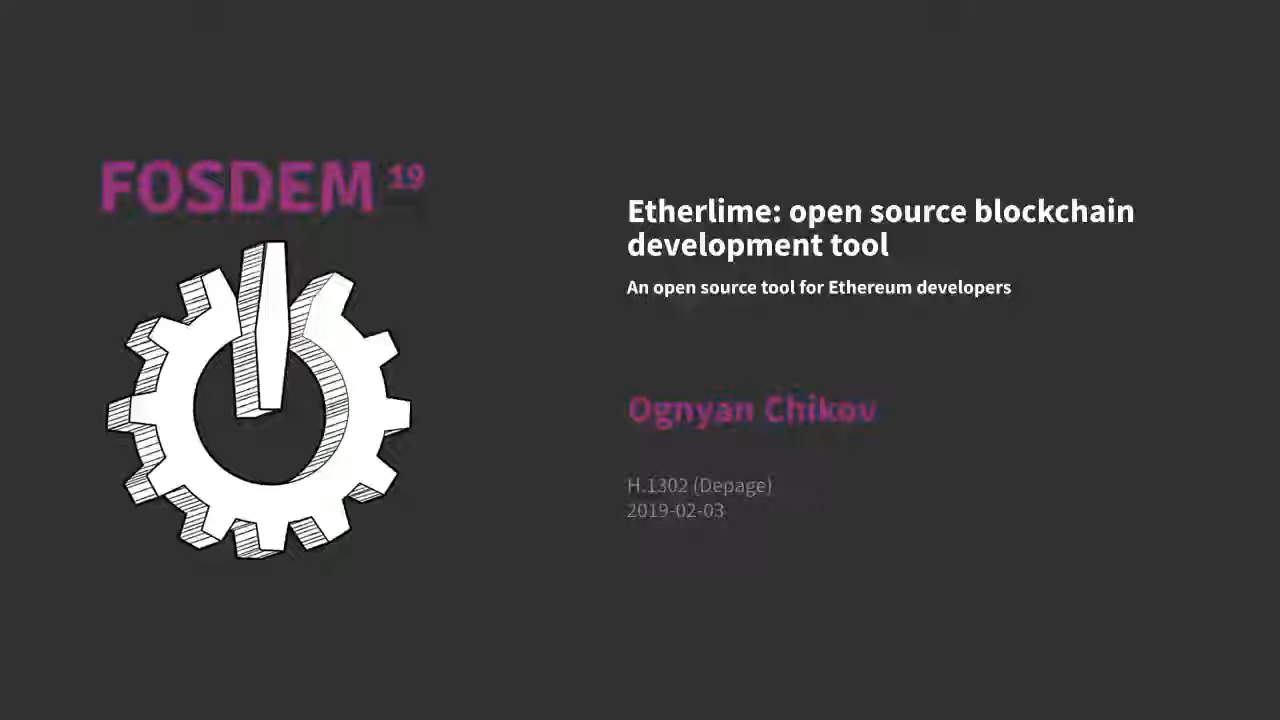 FOSDEM 19
Etherlime: open source blockchain
development tool
An open source tool for Ethereum developers
Ognyan Chikov
H.1302 (Depage)
2019-02-03